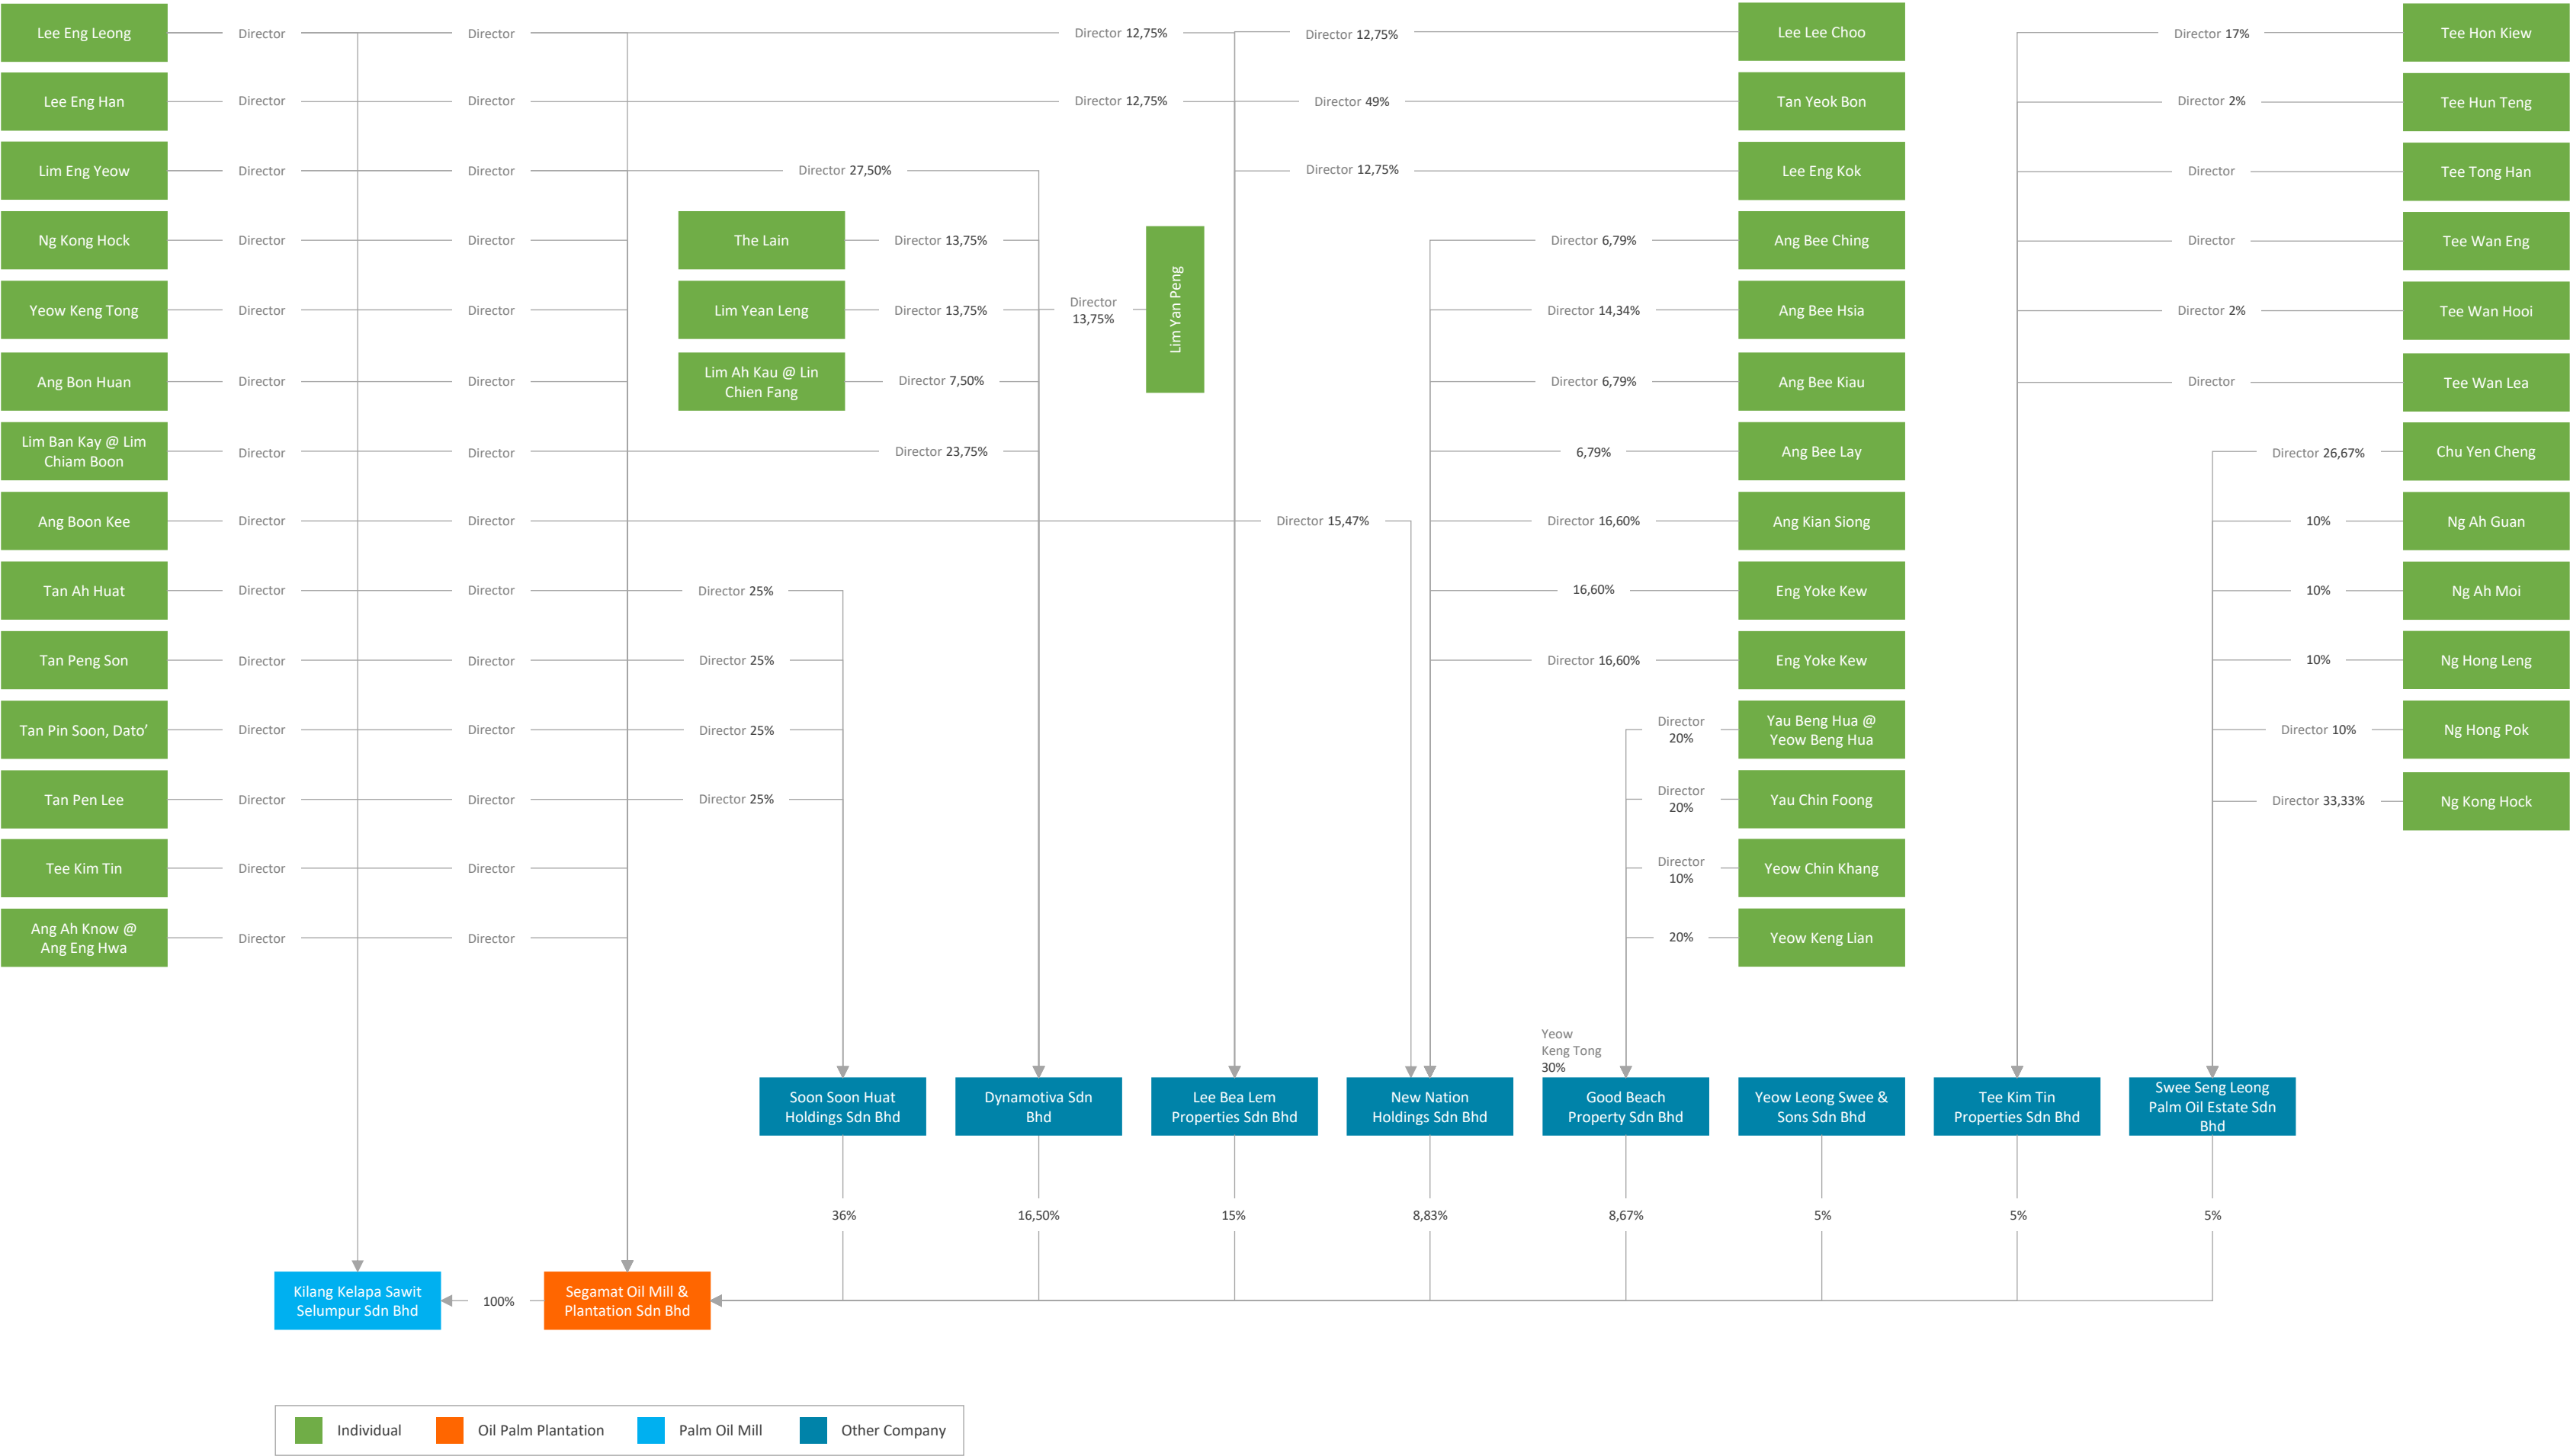 Lee Eng Leong
Director
Director
Director 12,75%
Director 12,75%
Lee Lee Choo
Director 17%
Tee Hon Kiew
Lee Eng Han
Director
Director
Director 12,75%
Director 49%
Tan Yeok Bon
Director 2%
Tee Hun Teng
Lim Eng Yeow
Director
Director
Director 27,50%
Director 12,75%
Lee Eng Kok
Director
Tee Tong Han
Ng Kong Hock
Director
Director
The Lain
Director 13,75%
Director 6,79%
Ang Bee Ching
Director
Tee Wan Eng
Yeow Keng Tong
Director
Director
Lim Yean Leng
Director 13,75%
Director
13,75%
Lim Yan Peng
Director 14,34%
Ang Bee Hsia
Director 2%
Tee Wan Hooi
Ang Bon Huan
Director
Director
Lim Ah Kau @ Lin
Chien Fang
Director 7,50%
Director 6,79%
Ang Bee Kiau
Director
Tee Wan Lea
Lim Ban Kay @ Lim
Chiam Boon
Director
Director
Director 23,75%
6,79%
Ang Bee Lay
Director 26,67%
Chu Yen Cheng
Ang Boon Kee
Director
Director
Director 15,47%
Director 16,60%
Ang Kian Siong
10%
Ng Ah Guan
Tan Ah Huat
Director
Director
Director 25%
16,60%
Eng Yoke Kew
10%
Ng Ah Moi
Tan Peng Son
Director
Director
Director 25%
Director 16,60%
Eng Yoke Kew
10%
Ng Hong Leng
Tan Pin Soon, Dato’
Director
Director
Director 25%
Director
20%
Yau Beng Hua @
Yeow Beng Hua
Director 10%
Ng Hong Pok
Tan Pen Lee
Director
Director
Director 25%
Director
20%
Yau Chin Foong
Director 33,33%
Ng Kong Hock
Tee Kim Tin
Director
Director
Director
10%
Yeow Chin Khang
Ang Ah Know @
Ang Eng Hwa
Director
Director
20%
Yeow Keng Lian
Yeow
Keng Tong
30%
Soon Soon Huat
Holdings Sdn Bhd
Dynamotiva Sdn
Bhd
Lee Bea Lem
Properties Sdn Bhd
New Nation
Holdings Sdn Bhd
Good Beach
Property Sdn Bhd
Yeow Leong Swee &
Sons Sdn Bhd
Tee Kim Tin
Properties Sdn Bhd
Swee Seng Leong
Palm Oil Estate Sdn
Bhd
36%
16,50%
15%
8,83%
8,67%
5%
5%
5%
Kilang Kelapa Sawit
Selumpur Sdn Bhd
100%
Segamat Oil Mill &
Plantation Sdn Bhd
Individual
Oil Palm Plantation
Palm Oil Mill
Other Company